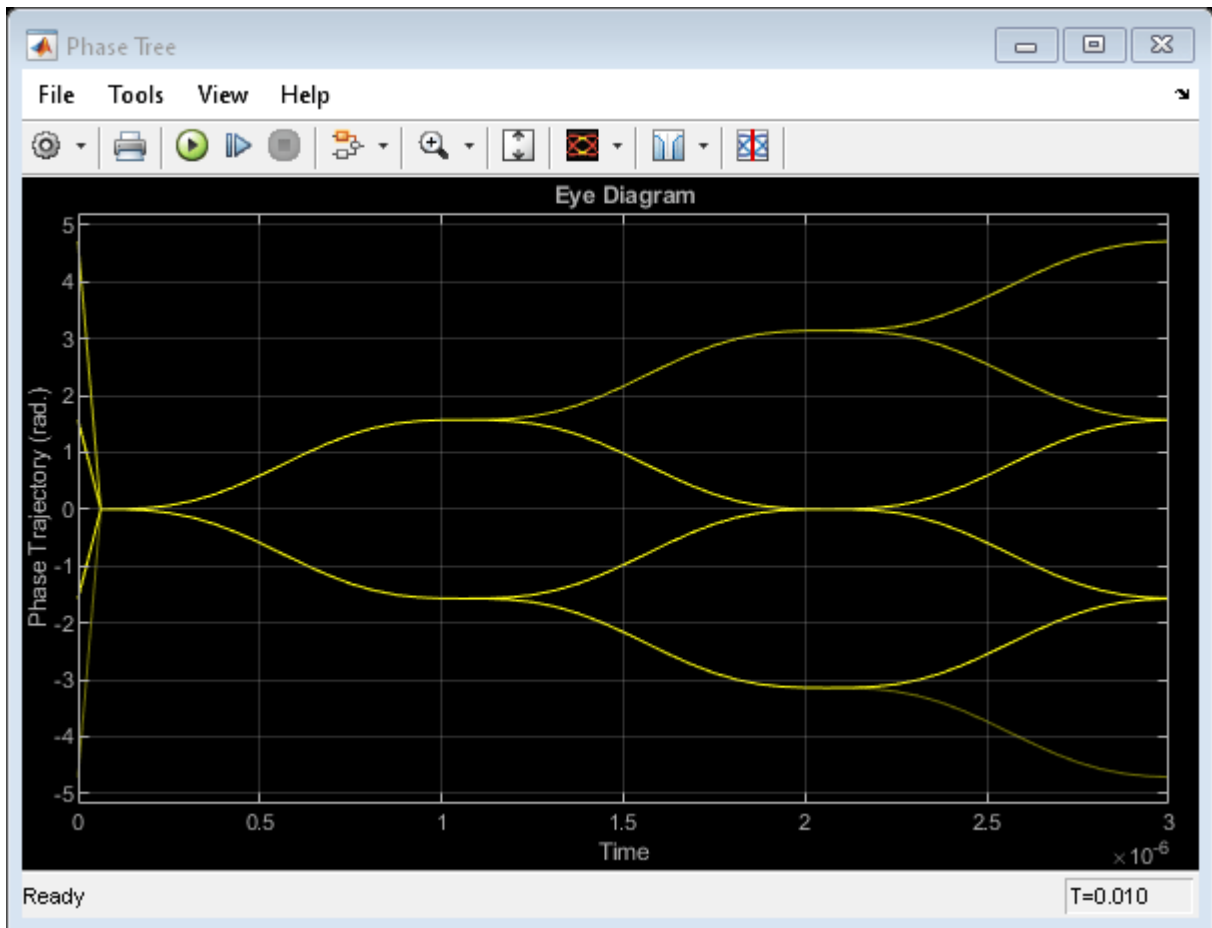 Phase Tree
File Tools View Help
Eye Diagram
Phase Trajectory (rad.)
5
4
3
2
1
0
-1
-2
-3
-4
-5
0 0.5 1 1.5 2 2.5 3
Time
×10-6
Ready T=0.010